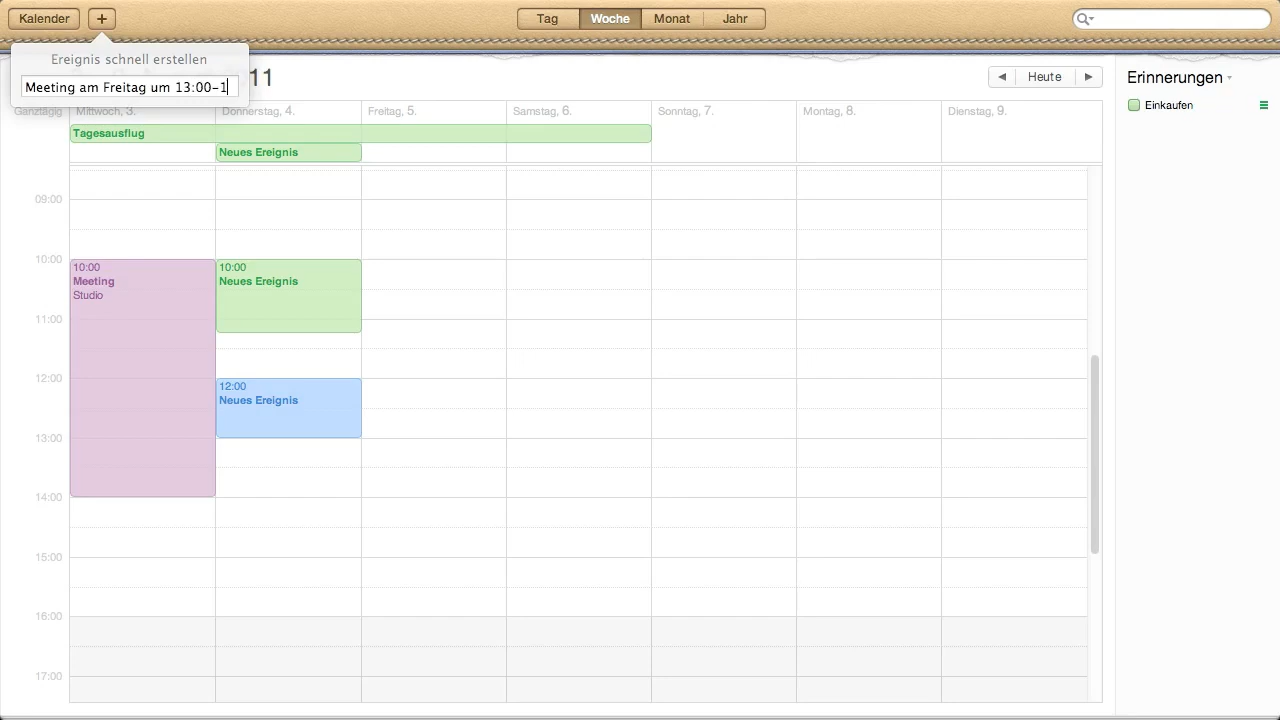 Kalender
+
Tag
Woche
Monat
Jahr
Ereignis schnell erstellen
Meeting am Freitag um 13:00-1
11
Heute
Erinnerungen
Einkaufen
Ganztägig
Mittwoch, 3.
Donnerstag, 4.
Freitag, 5.
Samstag, 6.
Sonntag, 7.
Montag, 8.
Dienstag, 9.
Tagesausflug
Neues Ereignis
09:00
10:00
11:00
12:00
13:00
14:00
15:00
16:00
17:00
10:00
Meeting
Studio
10:00
Neues Ereignis
12:00
Neues Ereignis